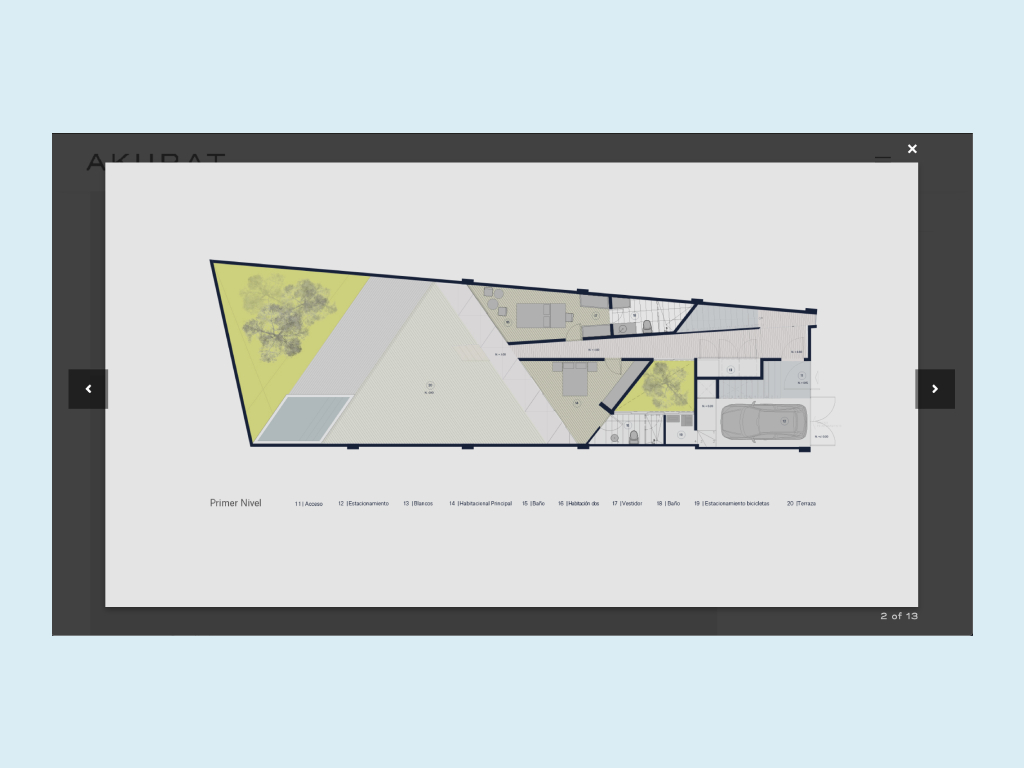 AKURAT
Primer Nivel 11 | Acceso 12 | Estacionamiento 13 | Blancos 14 | Habitacional Principal 15 | Baño 16 | Habitación dos 17 | Vestidor 18 | Baño 19 | Estacionamiento bicicletas 20 | Terraza
2 of 13